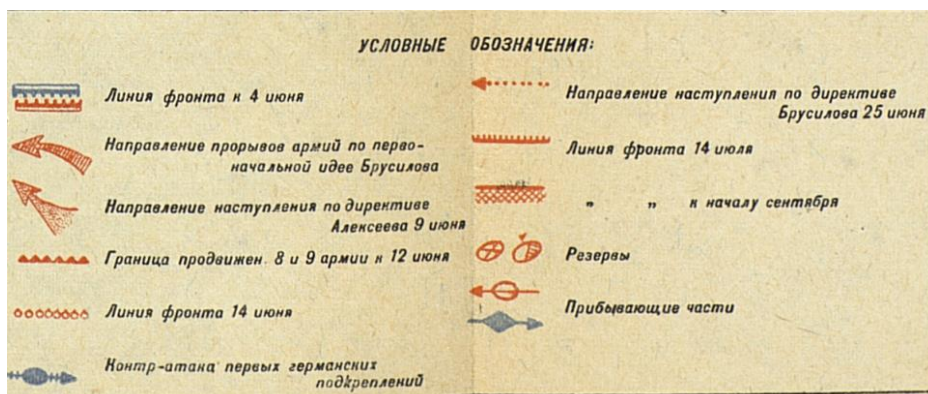 УСЛОВНЫЕ ОБОЗНАЧЕНИЯ:
Линия фронта к 4 июня
Направление прорывов армий по перво-
начальной идее Брусилова
Направление наступления по директиве
Алексеева 9 июня
Граница продвижен. 8 и 9 армии к 12 июня
Линия фронта 14 июня
Контр-атака первых германских
подкреплений
Направление наступления по директиве
Брусилова 25 июня
Линия фронта 14 июля
„ „ к началу сентября
Резервы
Прибывающие части